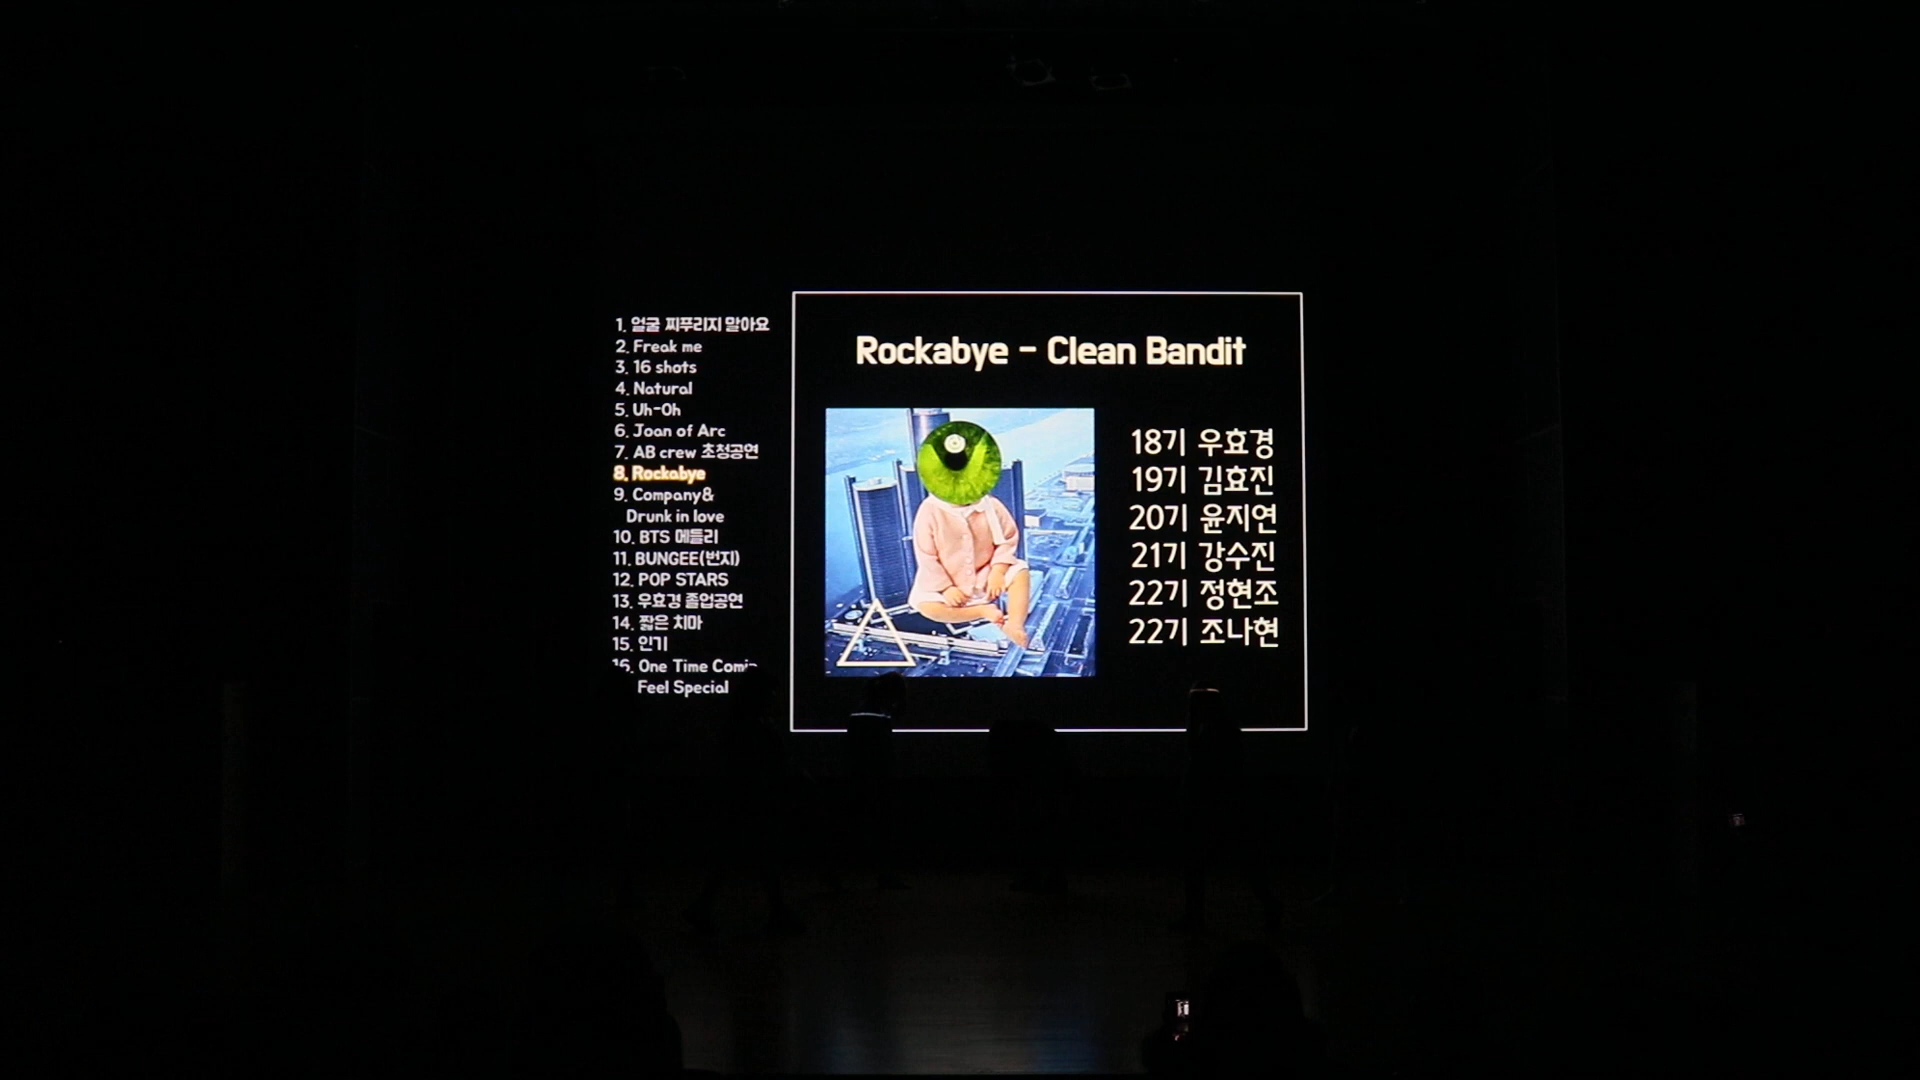 1. 얼굴 찌푸리지 말아요
2. Freak me
3. 16 shots
4. Natural
5. Uh-Oh
6. Joan of Arc
7. AB crew 초청공연
8. Rockabye
9. Company&
Drunk in love
10. BTS 메들리
11. BUNGEE(번지)
12. POP STARS
13. 우효경 졸업공연
14. 짧은 치마
15. 인기
16. One Time
Feel Special
Rockabye - Clean Bandit
18기 우효경
19기 김효진
20기 윤지연
21기 강수진
22기 정현조
22기 조나현